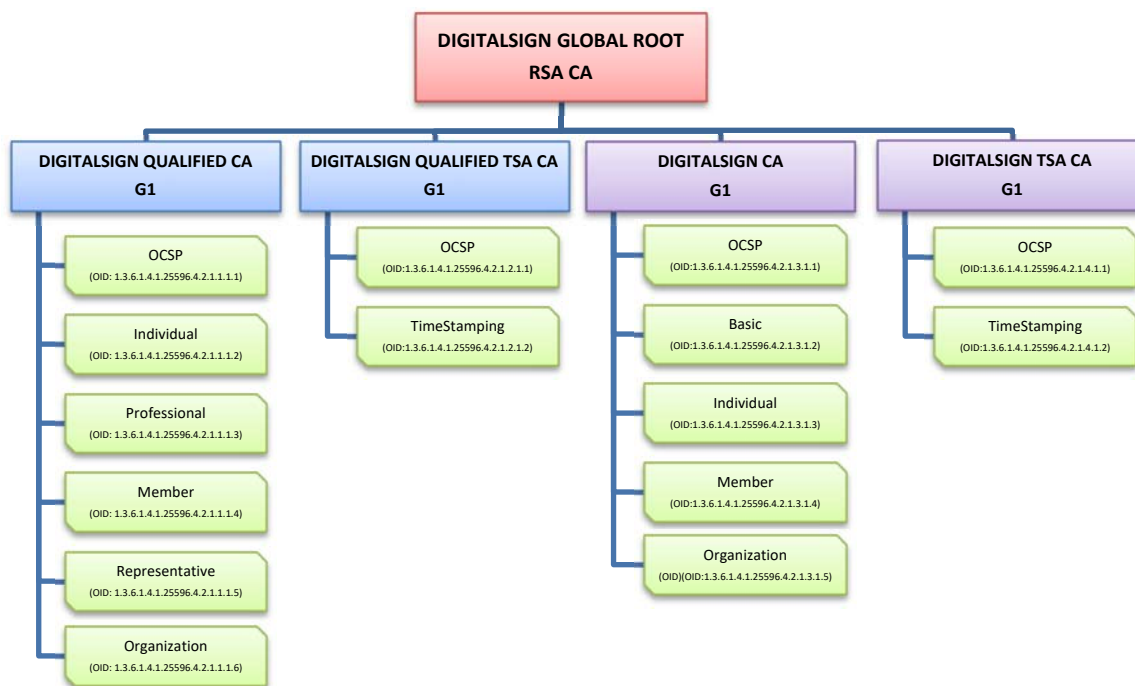 DIGITALSIGN GLOBAL ROOT
RSA CA
DIGITALSIGN QUALIFIED CA
G1
OCSP
(OID: 1.3.6.1.4.1.25596.4.2.1.1.1.1)
Individual
(OID: 1.3.6.1.4.1.25596.4.2.1.1.1.2)
Professional
(OID: 1.3.6.1.4.1.25596.4.2.1.1.1.3)
Member
(OID: 1.3.6.1.4.1.25596.4.2.1.1.1.4)
Representative
(OID: 1.3.6.1.4.1.25596.4.2.1.1.1.5)
Organization
(OID: 1.3.6.1.4.1.25596.4.2.1.1.1.6)
DIGITALSIGN QUALIFIED TSA CA
G1
OCSP
(OID:1.3.6.1.4.1.25596.4.2.1.2.1.1)
TimeStamping
(OID:1.3.6.1.4.1.25596.4.2.1.2.1.2)
DIGITALSIGN CA
G1
OCSP
(OID:1.3.6.1.4.1.25596.4.2.1.3.1.1)
Basic
(OID:1.3.6.1.4.1.25596.4.2.1.3.1.2)
Individual
(OID:1.3.6.1.4.1.25596.4.2.1.3.1.3)
Member
(OID:1.3.6.1.4.1.25596.4.2.1.3.1.4)
Organization
(OID)(OID:1.3.6.1.4.1.25596.4.2.1.3.1.5)
DIGITALSIGN TSA CA
G1
OCSP
(OID:1.3.6.1.4.1.25596.4.2.1.4.1.1)
TimeStamping
(OID:1.3.6.1.4.1.25596.4.2.1.4.1.2)